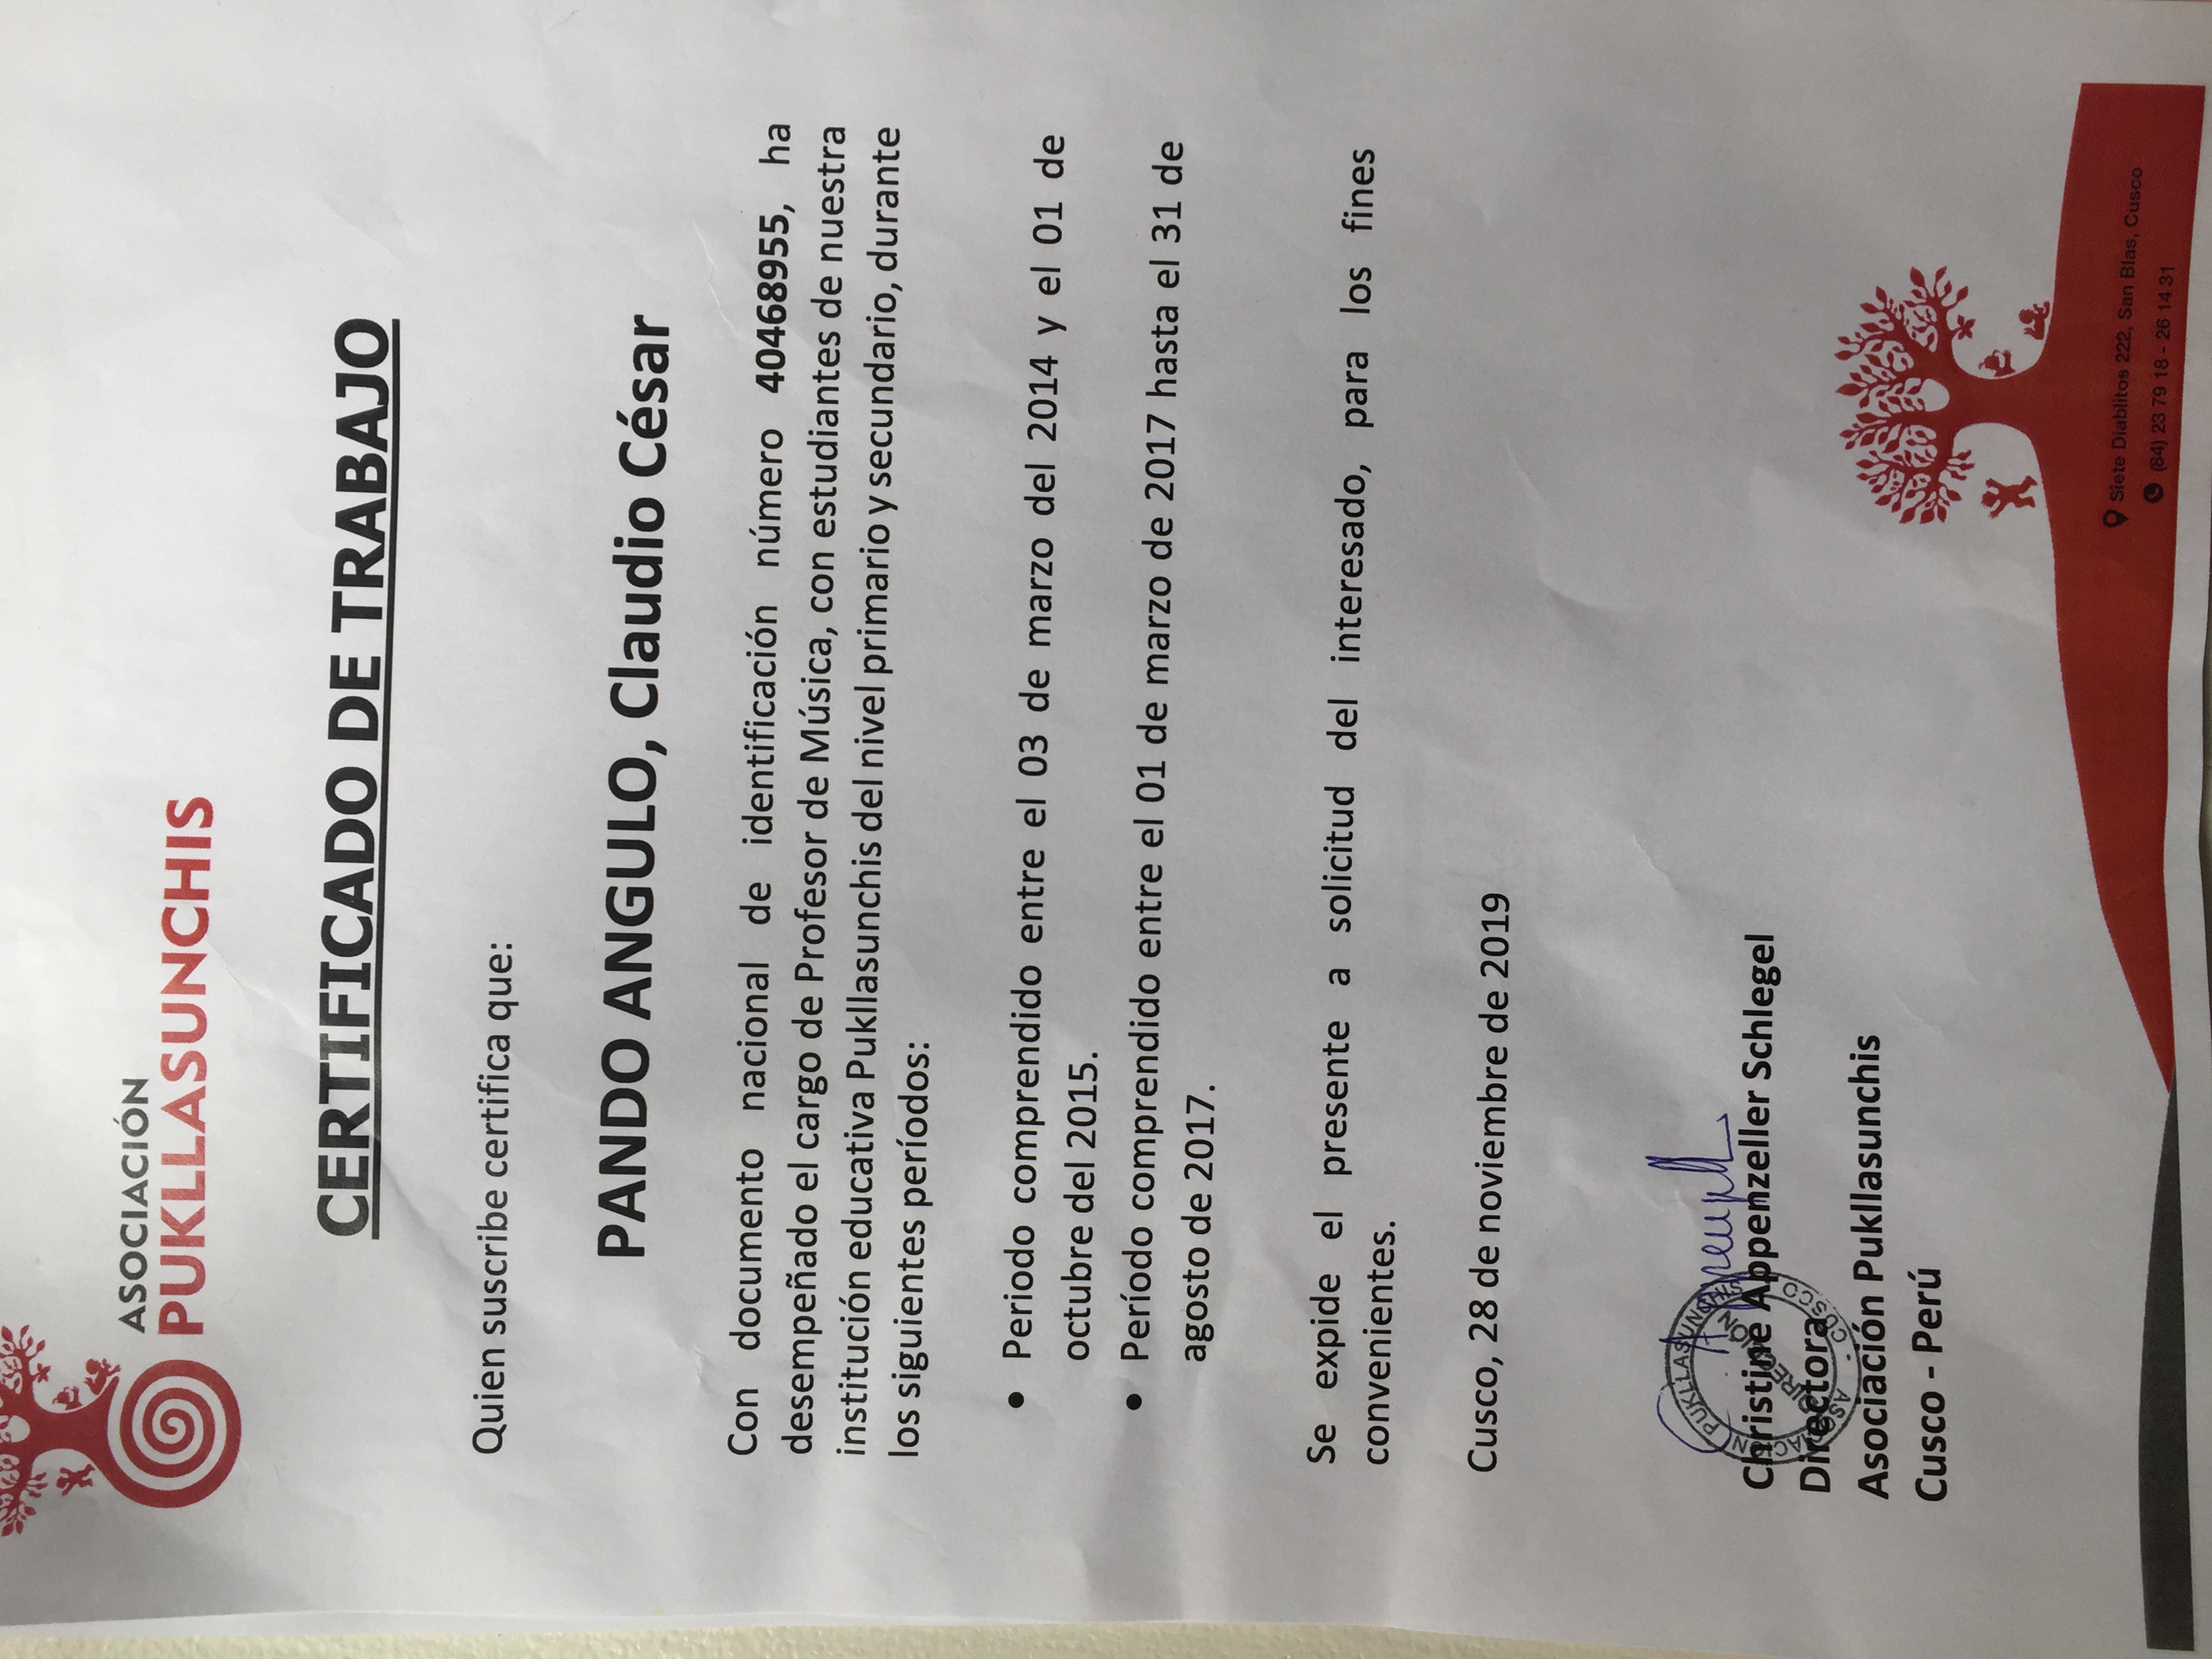 ASOCIACIÓN
PUKLLASUNCHIS
CERTIFICADO DE TRABAJO
Quien suscribe certifica que:
PANDO ANGULO, Claudio César
Con documento nacional de identificación número 40468955, ha
desempeñado el cargo de Profesor de Música, con estudiantes de nuestra
institución educativa Pukllasunchis del nivel primario y secundario, durante
los siguientes períodos:
• Periodo comprendido entre el 03 de marzo del 2014 y el 01 de
octubre del 2015.
• Período comprendido entre el 01 de marzo de 2017 hasta el 31 de
agosto de 2017.
Se expide el presente a solicitud del interesado, para los fines
convenientes.
Cusco, 28 de noviembre de 2019
Christine Appenzeller Schlegel
Directora
Asociación Pukllasunchis
Cusco - Perú
ASOCIACIÓN PUKLLASUNCHIS - CUSCO
DIRECCIÓN
Siete Diablitos 222, San Blas, Cusco
(84) 23 79 18 - 26 14 31